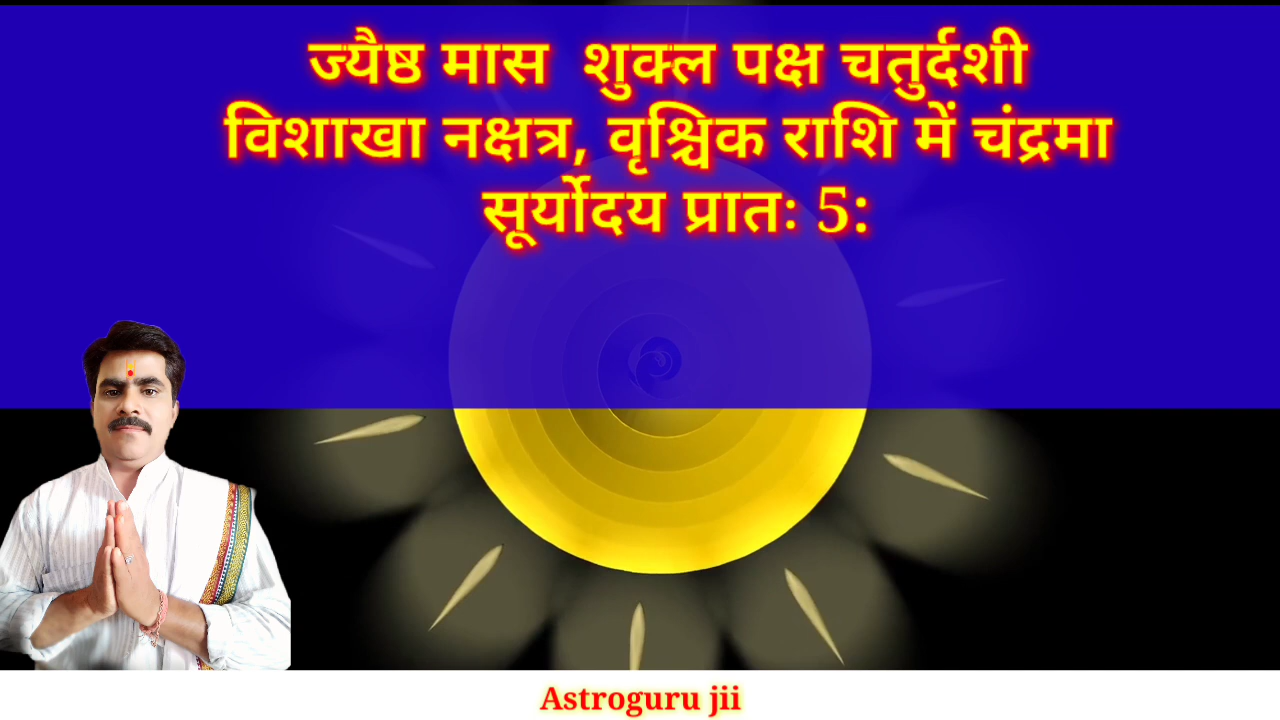 ज्यैष्ठ मास शुक्ल पक्ष चतुर्दशी
विशाखा नक्षत्र, वृश्चिक राशि में चंद्रमा
सूर्योदय प्रातः 5:
Astroguru jii